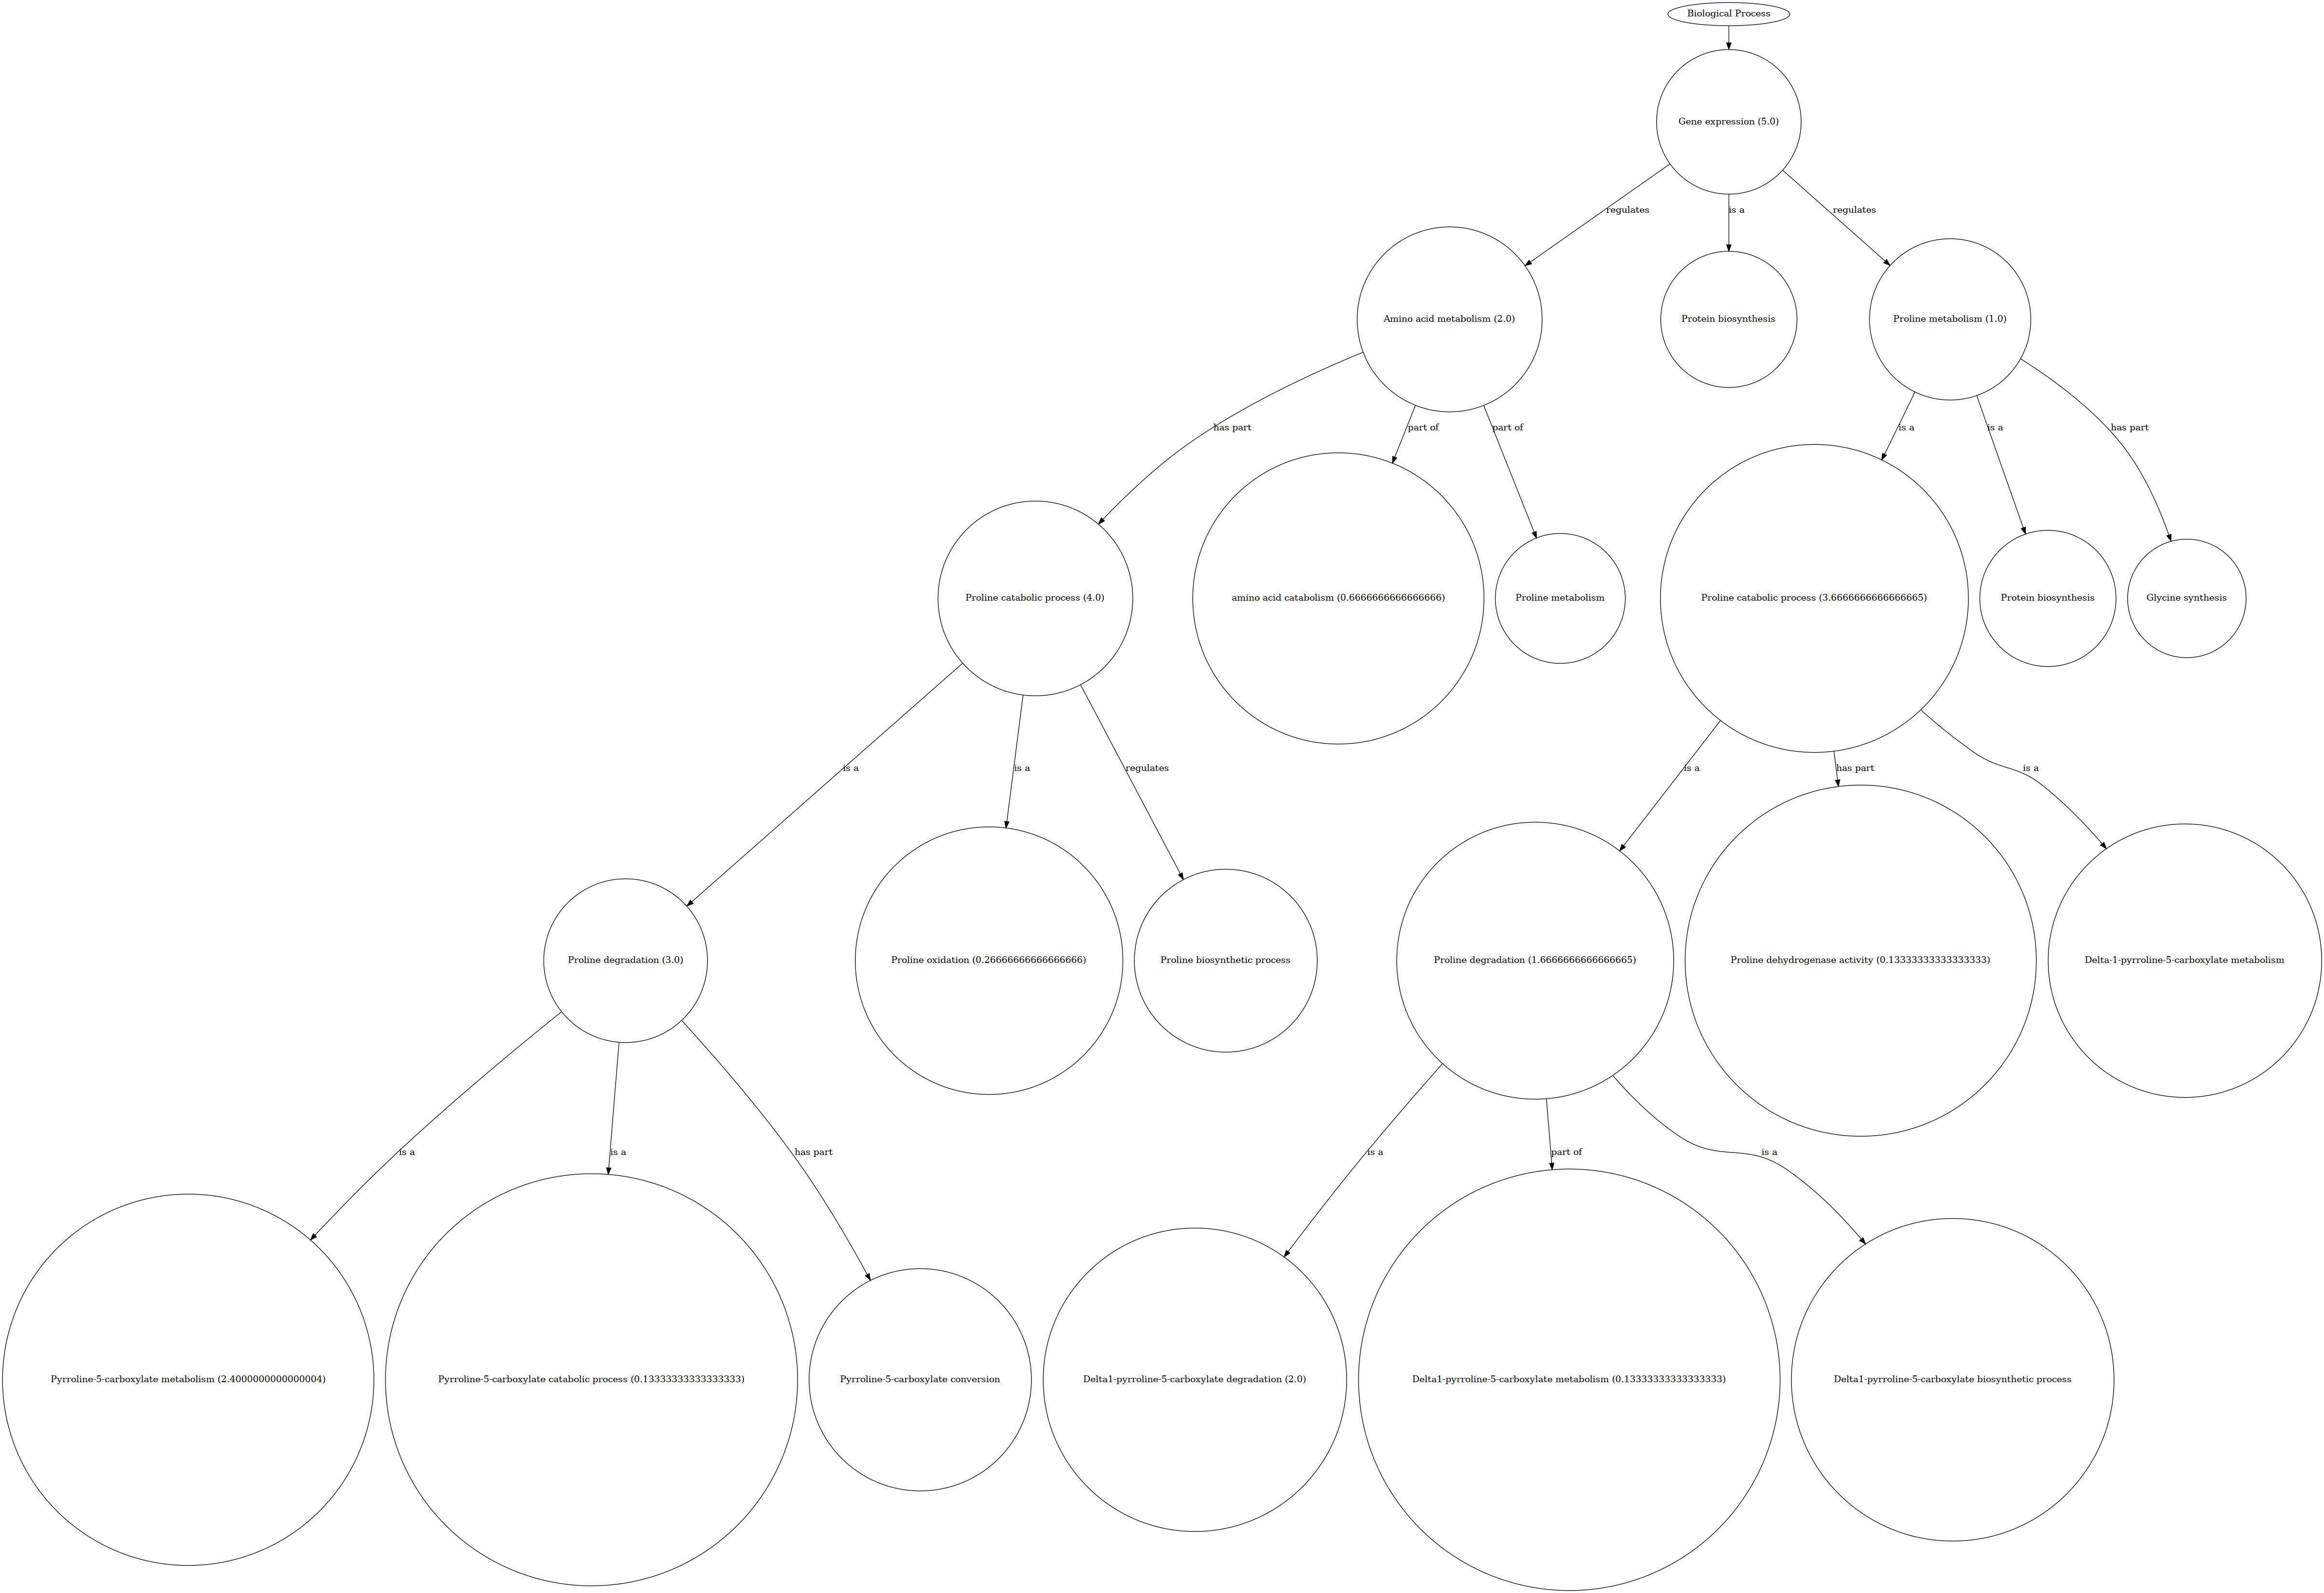 Biological Process
Gene expression (5.0)
regulates
is a
regulates
Amino acid metabolism (2.0)
Protein biosynthesis
Proline metabolism (1.0)
has part
part of
part of
is a
is a
has part
Proline catabolic process (4.0)
amino acid catabolism (0.6666666666666666)
Proline metabolism
Proline catabolic process (3.6666666666666665)
Protein biosynthesis
Glycine synthesis
is a
is a
regulates
is a
has part
is a
Proline degradation (3.0)
Proline oxidation (0.26666666666666666)
Proline biosynthetic process
Proline degradation (1.6666666666666665)
Proline dehydrogenase activity (0.13333333333333333)
Delta-1-pyrroline-5-carboxylate metabolism
is a
is a
has part
is a
part of
is a
Pyrroline-5-carboxylate metabolism (2.4000000000000004)
Pyrroline-5-carboxylate catabolic process (0.13333333333333333)
Pyrroline-5-carboxylate conversion
Delta1-pyrroline-5-carboxylate degradation (2.0)
Delta1-pyrroline-5-carboxylate metabolism (0.13333333333333333)
Delta1-pyrroline-5-carboxylate biosynthetic process